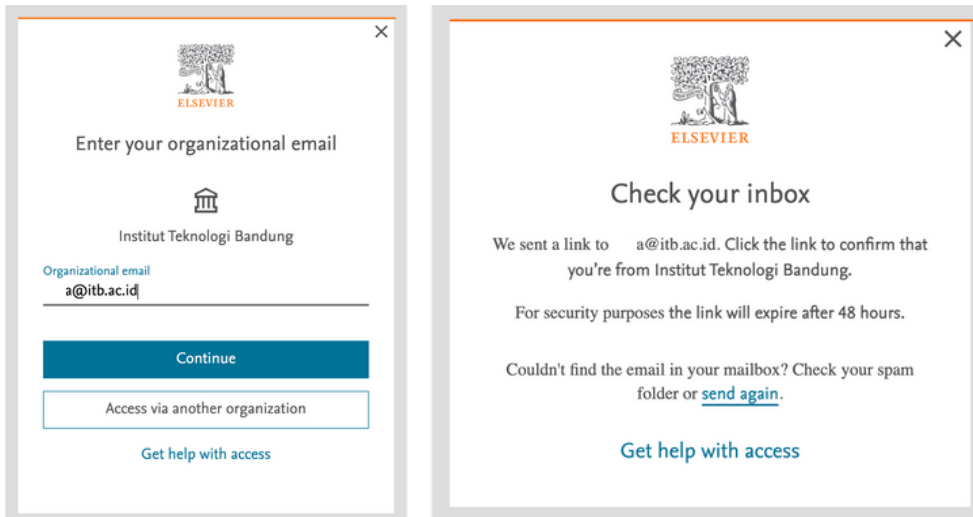 ELSEVIER
Enter your organizational email
Institut Teknologi Bandung
Organizational email
a@itb.ac.id
Continue
Access via another organization
Get help with access
ELSEVIER
Check your inbox
We sent a link to a@itb.ac.id. Click the link to confirm that
you're from Institut Teknologi Bandung.
For security purposes the link will expire after 48 hours.
Couldn't find the email in your mailbox? Check your spam
folder or send again.
Get help with access